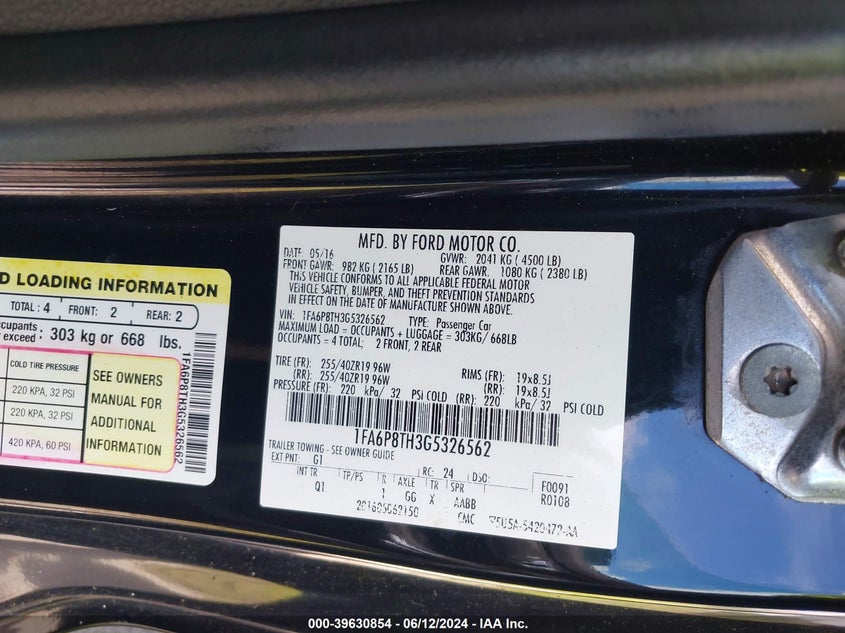 D LOADING INFORMATION
TOTAL: 4 FRONT: 2 REAR: 2
cupants
exceed: 303 kg or 668 lbs.
COLD TIRE PRESSURE
220 KPA, 32 PSI
220 KPA, 32 PSI
420 KPA, 60 PSI
SEE OWNERS
MANUAL FOR
ADDITIONAL
INFORMATION
1FA6P8TH3G5326562
MFD. BY FORD MOTOR CO.
DATE 05/16 GVWR: 2041 KG ( 4500 LB)
FRONT GAWR: 982 KG ( 2165 LB) REAR GAWR: 1080 KG ( 2380 LB)
THIS VEHICLE CONFORMS TO ALL APPLICABLE FEDERAL MOTOR
VEHICLE SAFETY, BUMPER, AND THEFT PREVENTION STANDARDS
IN EFFECT ON THE DATE OF MANUFACTURE SHOWN ABOVE.
VIN: 1FA6P8TH3G5326562 TYPE: Passenger Car
MAXIMUM LOAD = OCCUPANTS + LUGGAGE = 303KG/ 668LB
OCCUPANTS = 4 TOTAL; 2 FRONT, 2 REAR
TIRE (FR): 255/40ZR19 96W RIMS (FR): 19x8.5J
(RR): 255/40ZR19 96W (RR): 19x8.5J
PRESSURE (FR): 220 kPa/ 32 PSI COLD (RR): 220 kPa/ 32 PSI COLD
1FA6P8TH3G5326562
TRAILER TOWING - SEE OWNER GUIDE
EXT PNT: G1 RC: 24 DSO: F0091
INT TR TP/PS R AXLE TR SPR R0108
Q1 1 GG X AABB
201605062150 CMC 5420472-AA
000-39630854 - 06/12/2024 - IAA Inc.